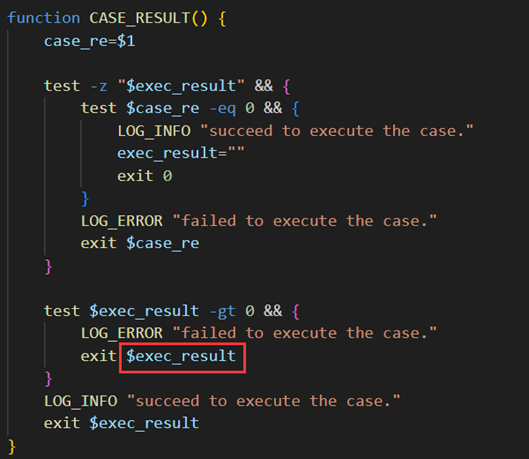 function CASE_RESULT() {
    case_re=$1

    test -z "$exec_result" && {
        test $case_re -eq 0 && {
            LOG_INFO "succeed to execute the case."
            exec_result=""
            exit 0
        }
        LOG_ERROR "failed to execute the case."
        exit $case_re
    }

    test $exec_result -gt 0 && {
        LOG_ERROR "failed to execute the case."
        exit $exec_result
    }
    LOG_INFO "succeed to execute the case."
    exit $exec_result
}